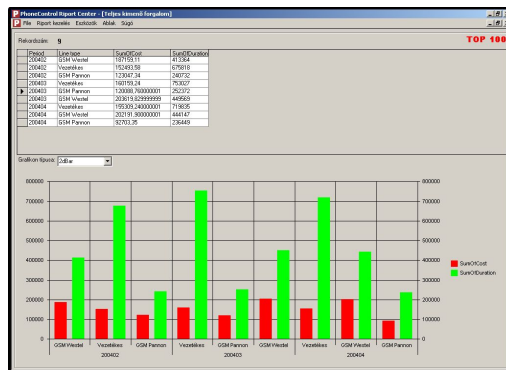 PhoneControl Riport Center - [Teljes kimenő forgalom]
File Riport kezelés Eszközök Ablak Súgó
Rekordszám: 9
TOP 100
Period Line type SumOfCost SumOfDuration
200402 GSM Westel 187159,11 413364
200402 Vezetékes 152493,58 675818
200402 GSM Pannon 123047,34 240732
200403 Vezetékes 160159,24 753027
200403 GSM Pannon 120088,760000001 252372
200403 GSM Westel 203619,829999999 449569
200404 Vezetékes 155309,240000001 719835
200404 GSM Westel 202191,900000001 444147
200404 GSM Pannon 92703,35 236449
Grafikon típusa: 2dBar
800000 800000
700000 700000
600000 600000
500000 500000
400000 400000
300000 300000
200000 200000
100000 100000
0 0
SumOfCost
SumOfDuration
GSM Westel Vezetékes GSM Pannon Vezetékes GSM Pannon GSM Westel Vezetékes GSM Westel GSM Pannon
200402 200403 200404